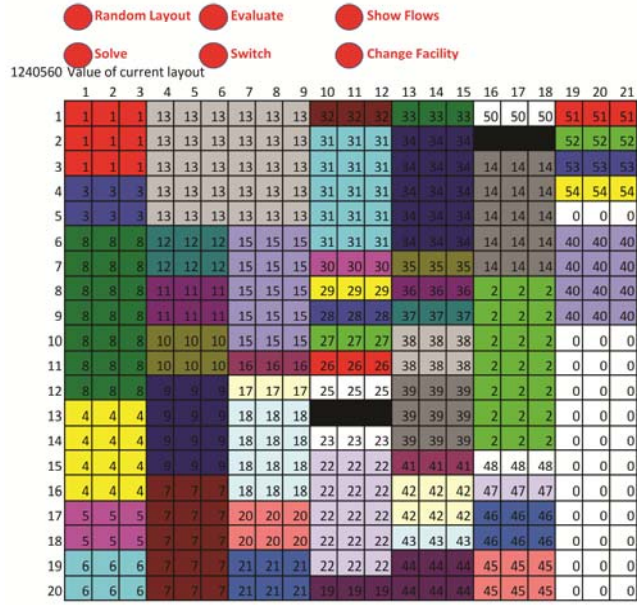 Random Layout Evaluate Show Flows
Solve Switch Change Facility
1240560 Value of current layout
1 2 3 4 5 6 7 8 9 10 11 12 13 14 15 16 17 18 19 20 21
1 1 1 1 13 13 13 13 13 13 32 32 32 33 33 33 50 50 50 51 51 51
2 1 1 1 13 13 13 13 13 13 31 31 31 34 34 34 52 52 52
3 1 1 1 13 13 13 13 13 13 31 31 31 34 34 34 14 14 14 53 53 53
4 3 3 3 13 13 13 13 13 13 31 31 31 34 34 34 14 14 14 54 54 54
5 3 3 3 13 13 13 13 13 13 31 31 31 34 34 34 14 14 14 0 0 0
6 8 8 8 12 12 12 15 15 15 31 31 31 34 34 34 14 14 14 40 40 40
7 8 8 8 12 12 12 15 15 15 30 30 30 35 35 35 14 14 14 40 40 40
8 8 8 8 11 11 11 15 15 15 29 29 29 36 36 36 2 2 2 40 40 40
9 8 8 8 11 11 11 15 15 15 28 28 28 37 37 37 2 2 2 40 40 40
10 8 8 8 10 10 10 15 15 15 27 27 27 38 38 38 2 2 2 0 0 0
11 8 8 8 10 10 10 16 16 16 26 26 26 38 38 38 2 2 2 0 0 0
12 8 8 8 9 9 9 17 17 17 25 25 25 39 39 39 2 2 2 0 0 0
13 4 4 4 9 9 9 18 18 18 39 39 39 2 2 2 0 0 0
14 4 4 4 9 9 9 18 18 18 23 23 23 39 39 39 2 2 2 0 0 0
15 4 4 4 9 9 9 18 18 18 22 22 22 41 41 41 48 48 48 0 0 0
16 4 4 4 7 7 7 18 18 18 22 22 22 42 42 42 47 47 47 0 0 0
17 5 5 5 7 7 7 20 20 20 22 22 22 42 42 42 46 46 46 0 0 0
18 5 5 5 7 7 7 20 20 20 22 22 22 43 43 43 46 46 46 0 0 0
19 6 6 6 7 7 7 21 21 21 22 22 22 44 44 44 45 45 45 0 0 0
20 6 6 6 7 7 7 21 21 21 19 19 19 44 44 44 45 45 45 0 0 0